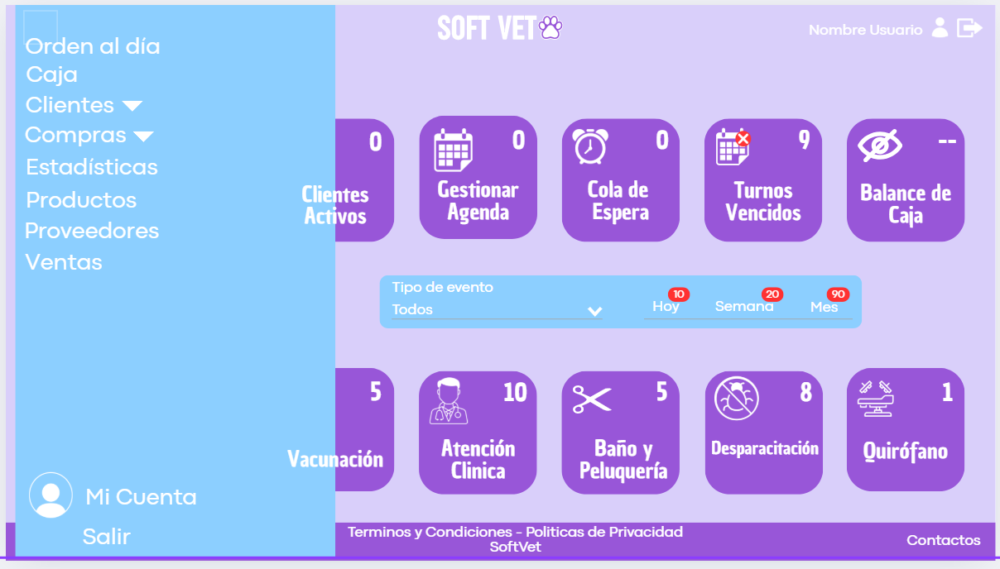 SOFT VET
Nombre Usuario
Orden al día
Caja
Clientes
Compras
Estadísticas
Productos
Proveedores
Ventas
Mi Cuenta
Salir
0
Clientes
Activos
0
Gestionar
Agenda
0
Cola de
Espera
9
Turnos
Vencidos
--
Balance de
Caja
Tipo de evento
Todos
Hoy 10
Semana 20
Mes 90
5
Vacunación
10
Atención
Clinica
5
Baño y
Peluquería
8
Desparacitación
1
Quirófano
Terminos y Condiciones - Politicas de Privacidad
SoftVet
Contactos